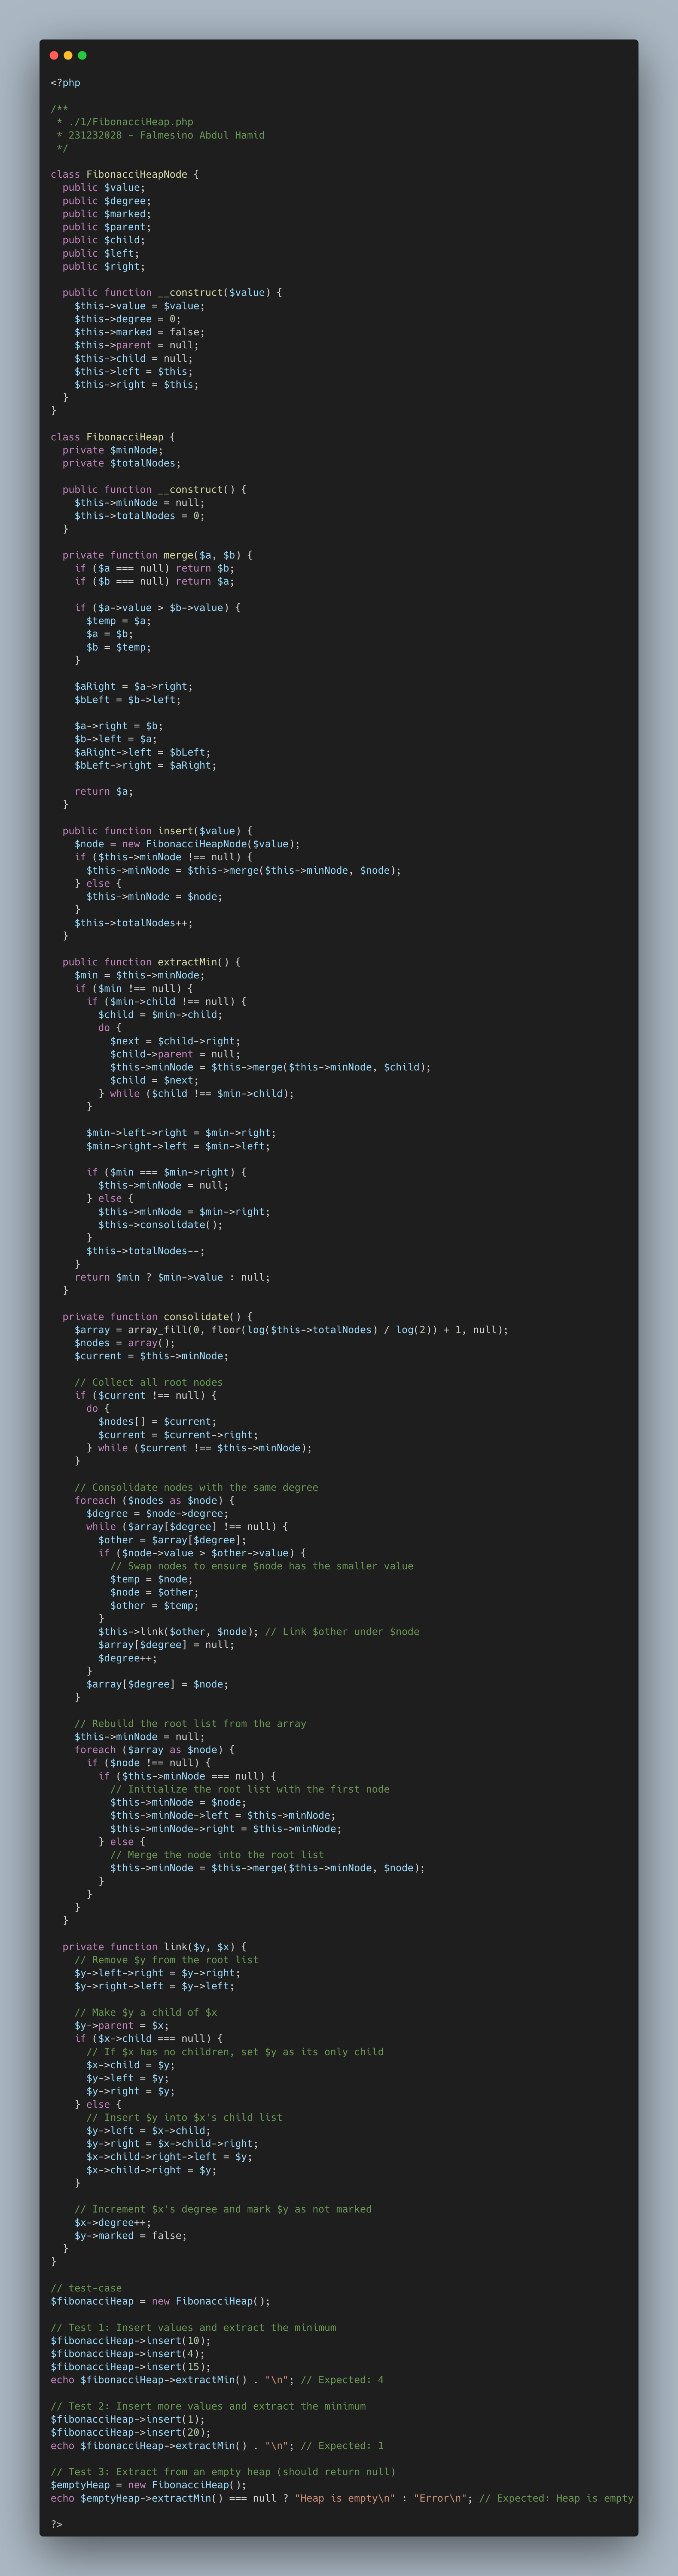 <?php

/**
 * ./1/FibonacciHeap.php
 * 231232028 - Falmesino Abdul Hamid
 */

class FibonacciHeapNode {
  public $value;
  public $degree;
  public $marked;
  public $parent;
  public $child;
  public $left;
  public $right;

  public function __construct($value) {
    $this->value = $value;
    $this->degree = 0;
    $this->marked = false;
    $this->parent = null;
    $this->child = null;
    $this->left = $this;
    $this->right = $this;
  }
}

class FibonacciHeap {
  private $minNode;
  private $totalNodes;

  public function __construct() {
    $this->minNode = null;
    $this->totalNodes = 0;
  }

  private function merge($a, $b) {
    if ($a === null) return $b;
    if ($b === null) return $a;

    if ($a->value > $b->value) {
      $temp = $a;
      $a = $b;
      $b = $temp;
    }

    $aRight = $a->right;
    $bLeft = $b->left;

    $a->right = $b;
    $b->left = $a;
    $aRight->left = $bLeft;
    $bLeft->right = $aRight;

    return $a;
  }

  public function insert($value) {
    $node = new FibonacciHeapNode($value);
    if ($this->minNode !== null) {
      $this->minNode = $this->merge($this->minNode, $node);
    } else {
      $this->minNode = $node;
    }
    $this->totalNodes++;
  }

  public function extractMin() {
    $min = $this->minNode;
    if ($min !== null) {
      if ($min->child !== null) {
        $child = $min->child;
        do {
          $next = $child->right;
          $child->parent = null;
          $this->minNode = $this->merge($this->minNode, $child);
          $child = $next;
        } while ($child !== $min->child);
      }

      $min->left->right = $min->right;
      $min->right->left = $min->left;

      if ($min === $min->right) {
        $this->minNode = null;
      } else {
        $this->minNode = $min->right;
        $this->consolidate();
      }
      $this->totalNodes--;
    }
    return $min ? $min->value : null;
  }

  private function consolidate() {
    $array = array_fill(0, floor(log($this->totalNodes) / log(2)) + 1, null);
    $nodes = array();
    $current = $this->minNode;

    // Collect all root nodes
    if ($current !== null) {
      do {
        $nodes[] = $current;
        $current = $current->right;
      } while ($current !== $this->minNode);
    }

    // Consolidate nodes with the same degree
    foreach ($nodes as $node) {
      $degree = $node->degree;
      while ($array[$degree] !== null) {
        $other = $array[$degree];
        if ($node->value > $other->value) {
          // Swap nodes to ensure $node has the smaller value
          $temp = $node;
          $node = $other;
          $other = $temp;
        }
        $this->link($other, $node); // Link $other under $node
        $array[$degree] = null;
        $degree++;
      }
      $array[$degree] = $node;
    }

    // Rebuild the root list from the array
    $this->minNode = null;
    foreach ($array as $node) {
      if ($node !== null) {
        if ($this->minNode === null) {
          // Initialize the root list with the first node
          $this->minNode = $node;
          $this->minNode->left = $this->minNode;
          $this->minNode->right = $this->minNode;
        } else {
          // Merge the node into the root list
          $this->minNode = $this->merge($this->minNode, $node);
        }
      }
    }
  }

  private function link($y, $x) {
    // Remove $y from the root list
    $y->left->right = $y->right;
    $y->right->left = $y->left;

    // Make $y a child of $x
    $y->parent = $x;
    if ($x->child === null) {
      // If $x has no children, set $y as its only child
      $x->child = $y;
      $y->left = $y;
      $y->right = $y;
    } else {
      // Insert $y into $x's child list
      $y->left = $x->child;
      $y->right = $x->child->right;
      $x->child->right->left = $y;
      $x->child->right = $y;
    }

    // Increment $x's degree and mark $y as not marked
    $x->degree++;
    $y->marked = false;
  }
}

// test-case
$fibonacciHeap = new FibonacciHeap();

// Test 1: Insert values and extract the minimum
$fibonacciHeap->insert(10);
$fibonacciHeap->insert(4);
$fibonacciHeap->insert(15);
echo $fibonacciHeap->extractMin() . "\n"; // Expected: 4

// Test 2: Insert more values and extract the minimum
$fibonacciHeap->insert(1);
$fibonacciHeap->insert(20);
echo $fibonacciHeap->extractMin() . "\n"; // Expected: 1

// Test 3: Extract from an empty heap (should return null)
$emptyHeap = new FibonacciHeap();
echo $emptyHeap->extractMin() === null ? "Heap is empty\n" : "Error\n"; // Expected: Heap is empty

?>